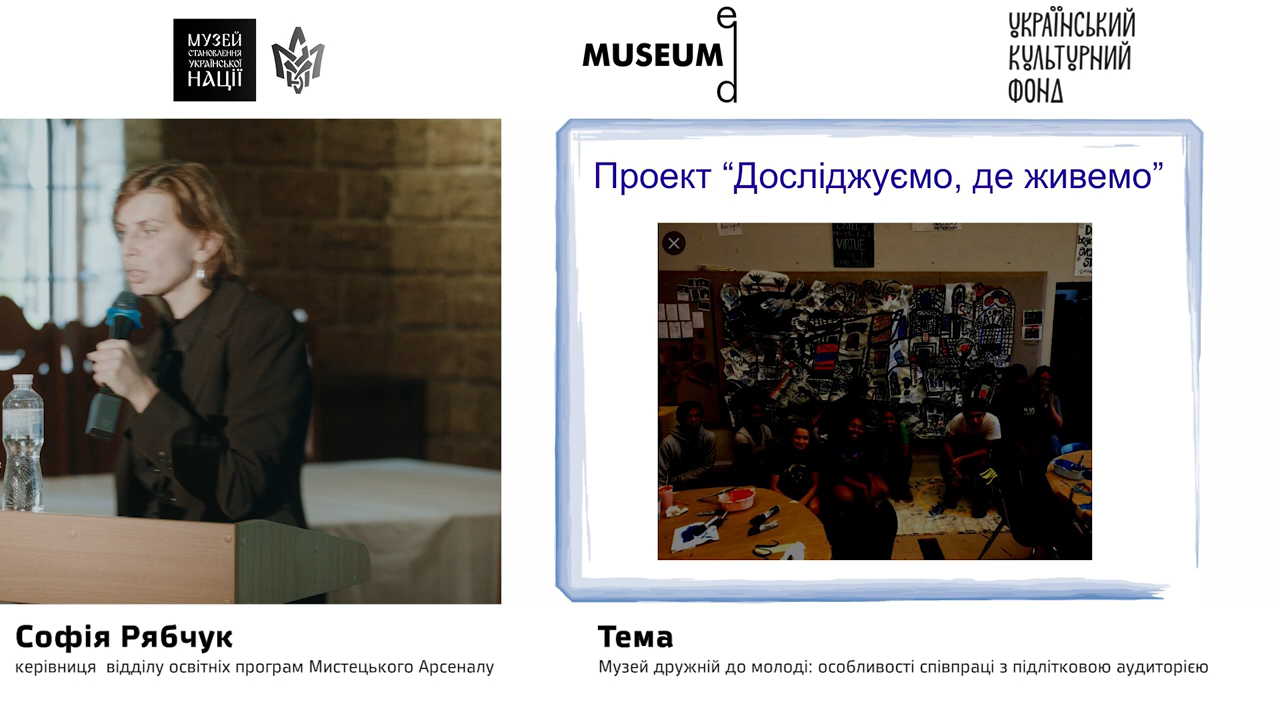 МУЗЕЙ
СТАНОВЛЕННЯ
УКРАЇНСЬКОЇ
НАЦІЇ
MUSEUM
ed
УКРАЇНСЬКИЙ
КУЛЬТУРНИЙ
ФОНД
Проект “Досліджуємо, де живемо”
VIRTUE
Софія Рябчук
керівниця відділу освітніх програм Мистецького Арсеналу
Тема
Музей дружній до молоді: особливості співпраці з підлітковою аудиторією